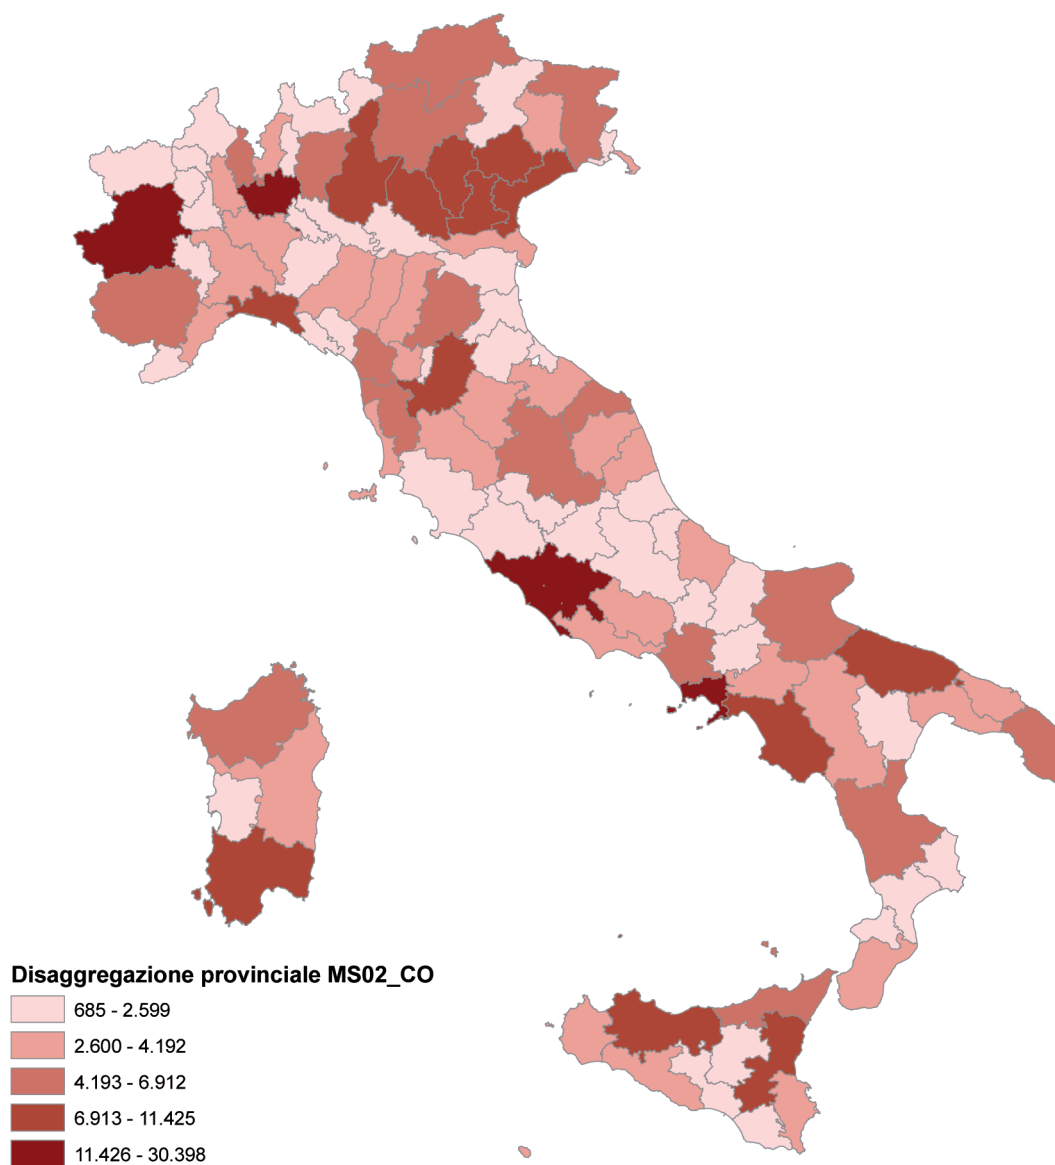 Disaggregazione provinciale MS02_CO
685 - 2.599
2.600 - 4.192
4.193 - 6.912
6.913 - 11.425
11.426 - 30.398